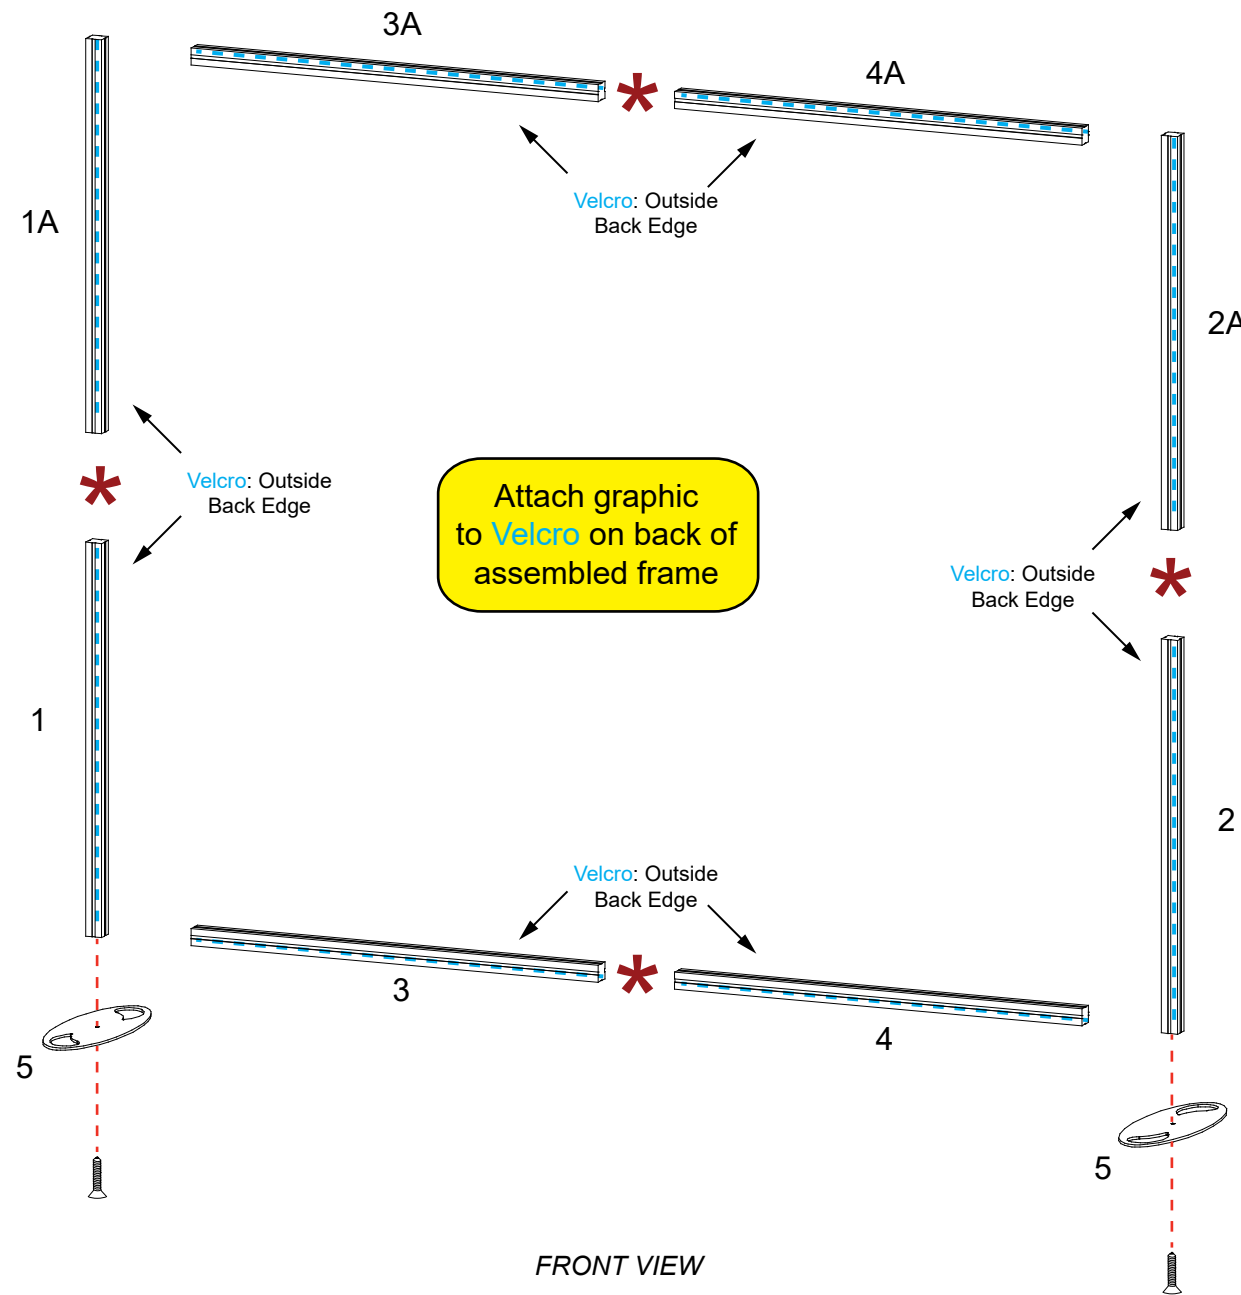 3A
4A
1A
Velcro: Outside
Back Edge
2A
Velcro: Outside
Back Edge
Attach graphic
to Velcro on back of
assembled frame
Velcro: Outside
Back Edge
1
2
Velcro: Outside
Back Edge
3
4
5
5
FRONT VIEW